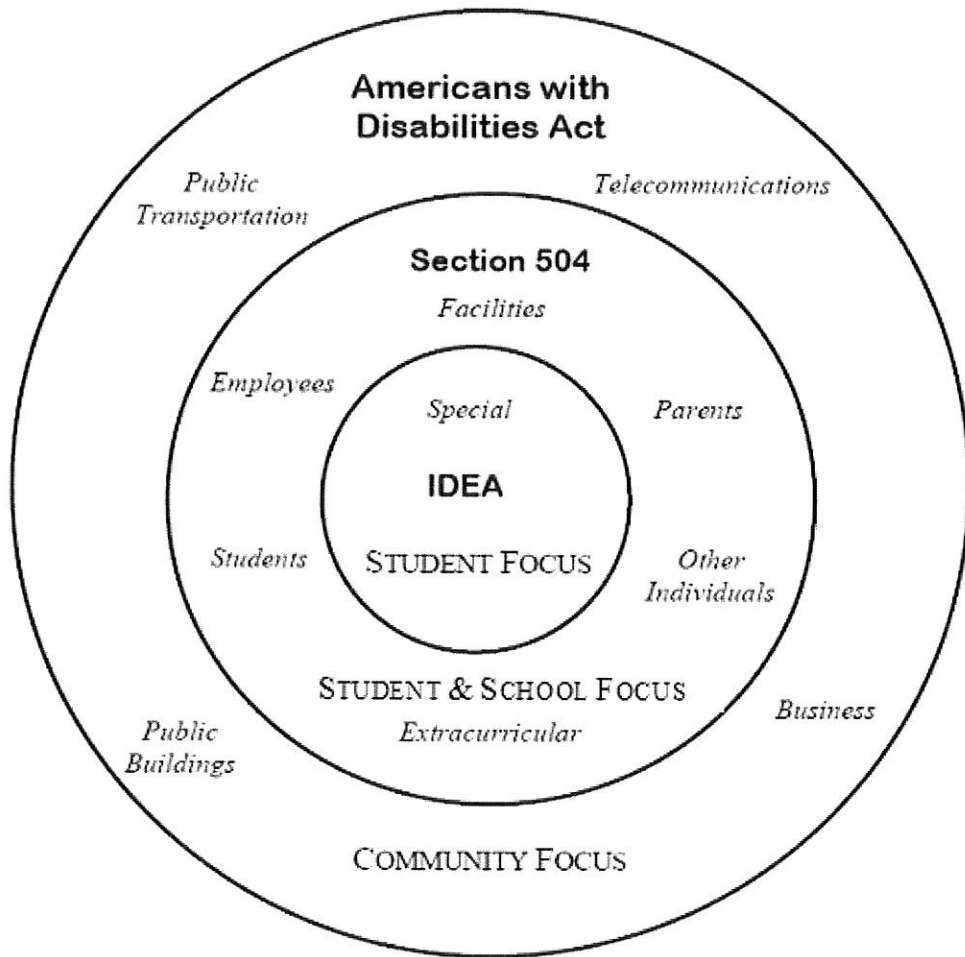 Americans with
Disabilities Act
Public
Transportation
Telecommunications
Section 504
Facilities
Employees
Special
Parents
IDEA
Students
STUDENT FOCUS
Other
Individuals
STUDENT & SCHOOL FOCUS
Extracurricular
Business
Public
Buildings
COMMUNITY FOCUS